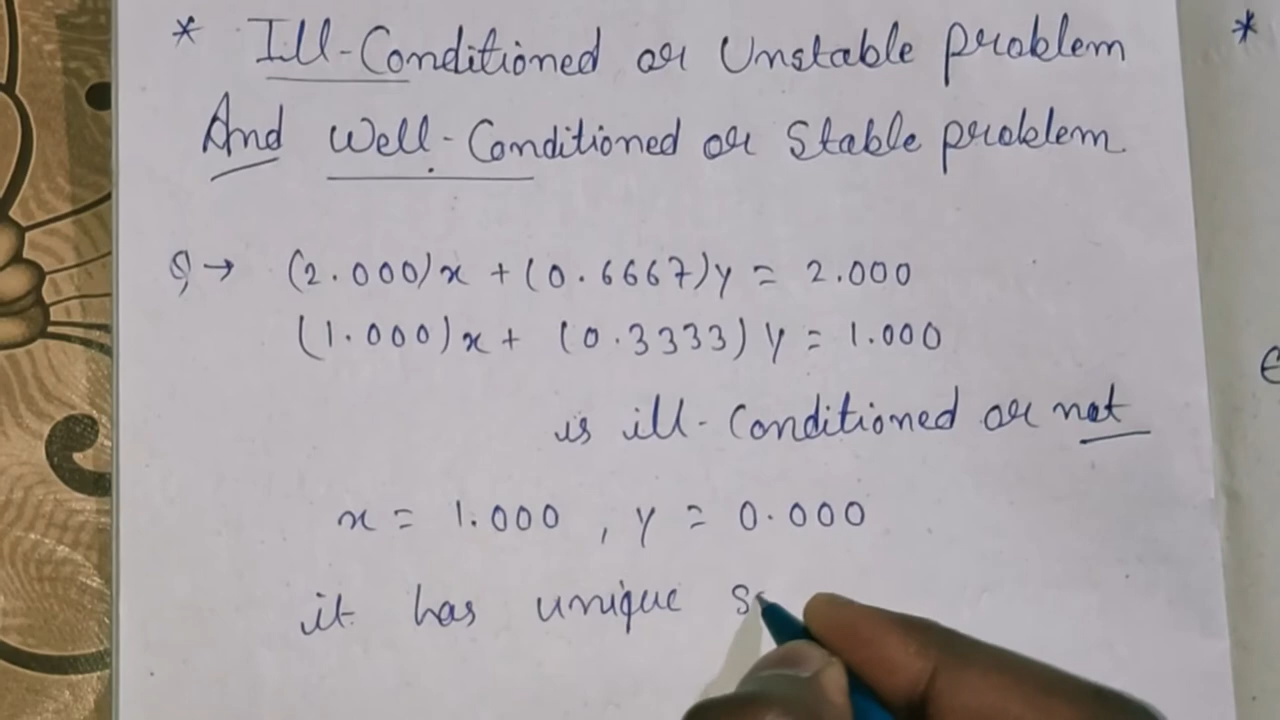 * Ill-Conditioned or Unstable problem
And Well-Conditioned or Stable problem
Q→ (2.000)x + (0.6667)y = 2.000
(1.000)x + (0.3333)y = 1.000
is ill-Conditioned or not
x = 1.000, y = 0.000
it has unique so
*